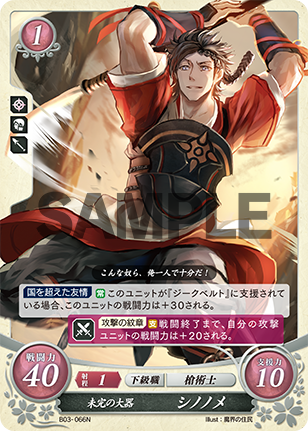 1
SAMPLE
こんな奴ら、俺一人で十分だ!
国を超えた友情 常 このユニットが『ジークベルト』に支援されて
いる場合、このユニットの戦闘力は+30される。
攻撃の紋章 支 戦闘終了まで、自分の攻撃
ユニットの戦闘力は+20される。
戦闘力 40
射程 1 下級職 槍術士
支援力 10
未完の大器 シノノメ
B03-066N Illust:魔界の住民